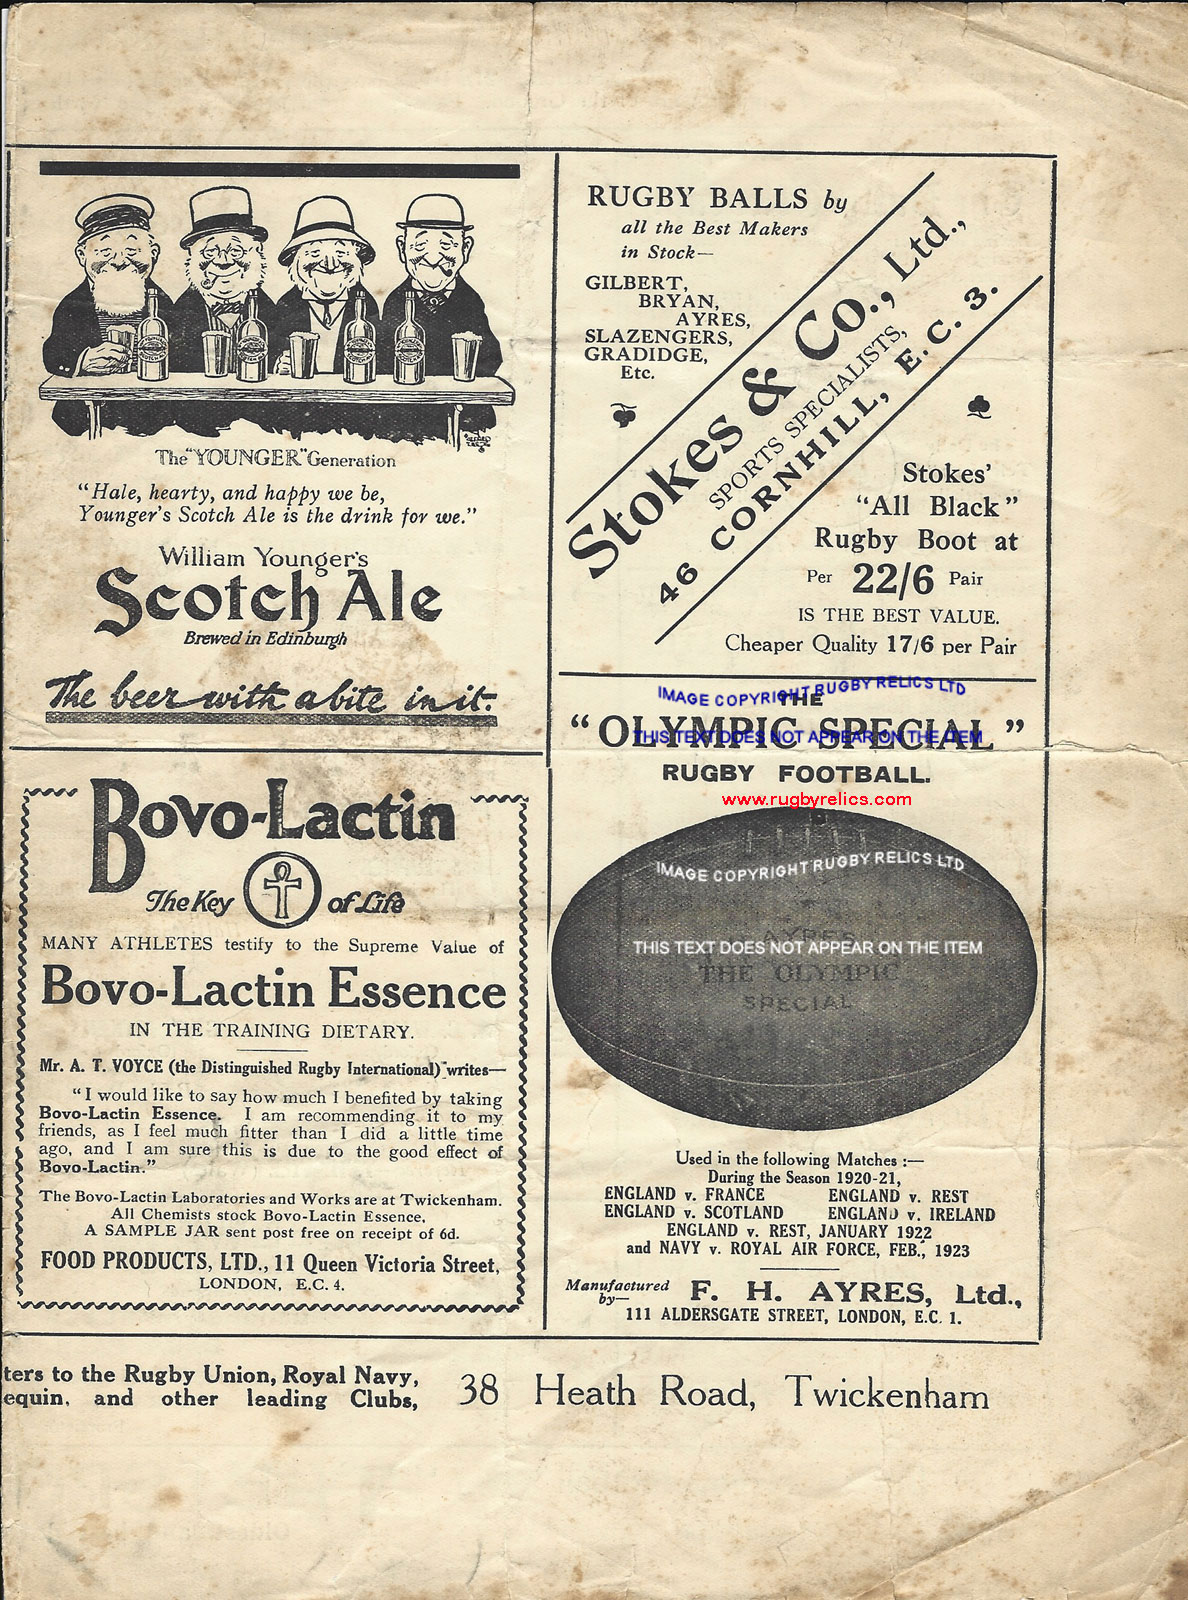 The "YOUNGER" Generation
"Hale, hearty, and happy we be,
Younger's Scotch Ale is the drink for we."
William Younger's
Scotch Ale
Brewed in Edinburgh
The beer with a bite in it.
RUGBY BALLS by
all the Best Makers
in Stock—
GILBERT,
BRYAN,
AYRES,
SLAZENGERS,
GRADIDGE,
Etc.
Stokes & Co., Ltd.,
SPORTS SPECIALISTS,
46 CORNHILL, E. C. 3.
Stokes'
"All Black"
Rugby Boot at
Per 22/6 Pair
IS THE BEST VALUE.
Cheaper Quality 17/6 per Pair
Bovo-Lactin
The Key of Life
MANY ATHLETES testify to the Supreme Value of
Bovo-Lactin Essence
IN THE TRAINING DIETARY.
Mr. A. T. VOYCE (the Distinguished Rugby International) writes—
"I would like to say how much I benefited by taking
Bovo-Lactin Essence. I am recommending it to my
friends, as I feel much fitter than I did a little time
ago, and I am sure this is due to the good effect of
Bovo-Lactin."
The Bovo-Lactin Laboratories and Works are at Twickenham.
All Chemists stock Bovo-Lactin Essence,
A SAMPLE JAR sent post free on receipt of 6d.
FOOD PRODUCTS, LTD., 11 Queen Victoria Street,
LONDON, E.C. 4.
IMAGE COPYRIGHT RUGBY RELICS LTD
THE
"OLYMPIC SPECIAL"
THIS TEXT DOES NOT APPEAR ON THE ITEM
RUGBY FOOTBALL.
www.rugbyrelics.com
IMAGE COPYRIGHT RUGBY RELICS LTD
AYRES
THIS TEXT DOES NOT APPEAR ON THE ITEM
THE OLYMPIC
SPECIAL
Used in the following Matches :—
During the Season 1920-21,
ENGLAND v. FRANCE ENGLAND v. REST
ENGLAND v. SCOTLAND ENGLAND v. IRELAND
ENGLAND v. REST, JANUARY 1922
and NAVY v. ROYAL AIR FORCE, FEB., 1923
Manufactured by— F. H. AYRES, Ltd.,
111 ALDERSGATE STREET, LONDON, E.C. 1.
ters to the Rugby Union, Royal Navy,
equin, and other leading Clubs,
38 Heath Road, Twickenham